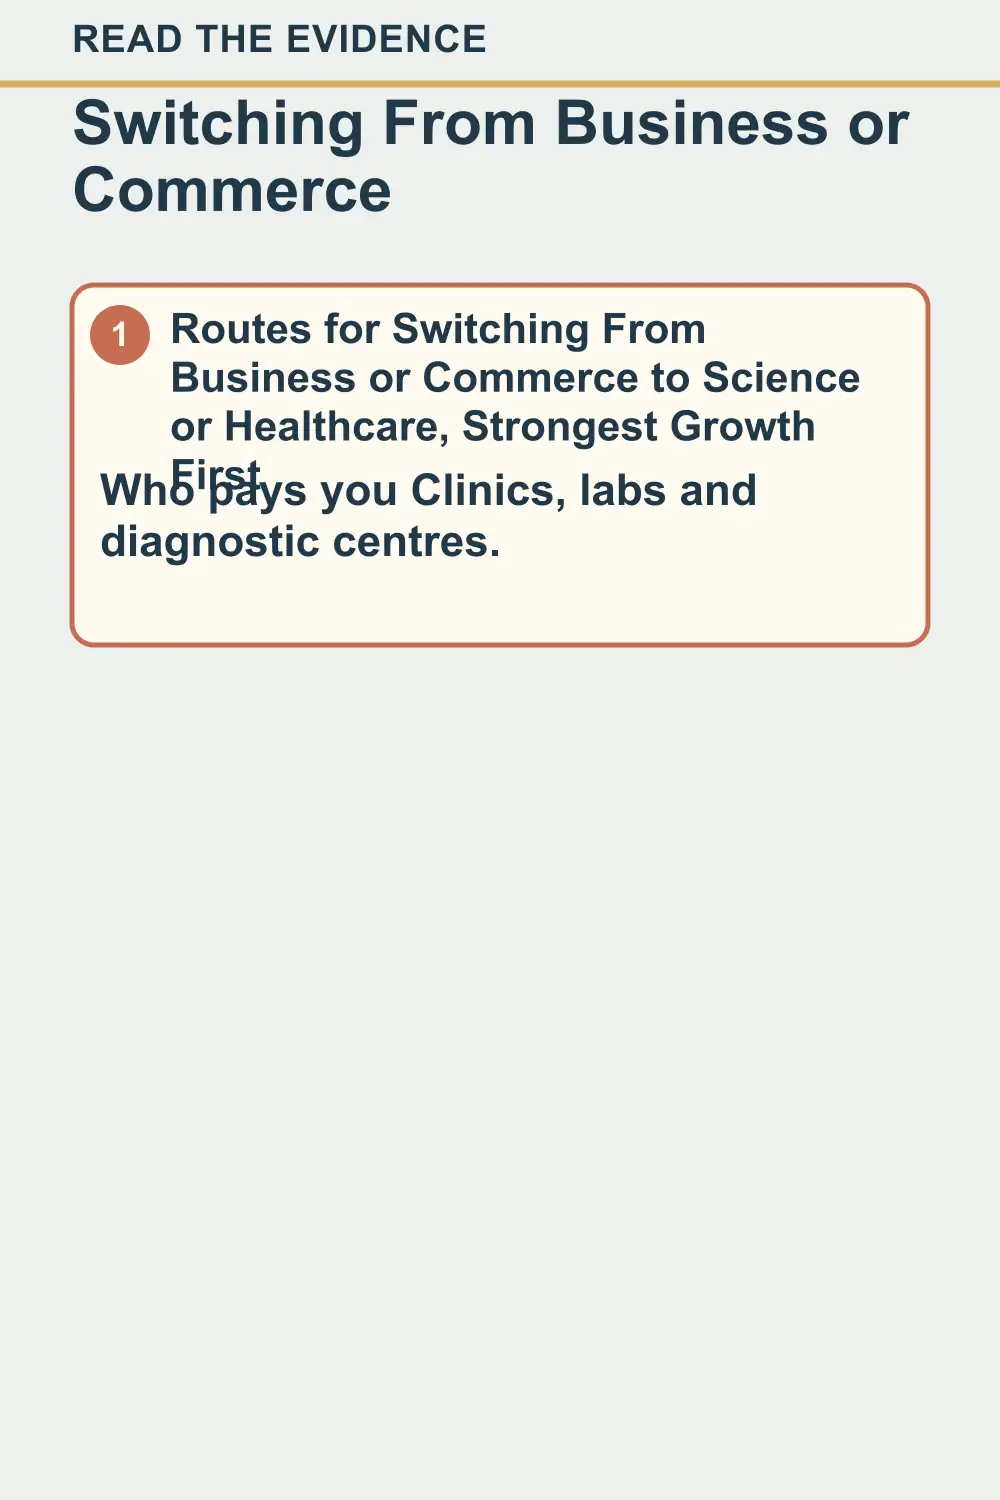 READ THE EVIDENCE
Switching From Business or
Commerce
1
Routes for Switching From
Business or Commerce to Science
or Healthcare, Strongest Growth
First
Who pays you Clinics, labs and
diagnostic centres.